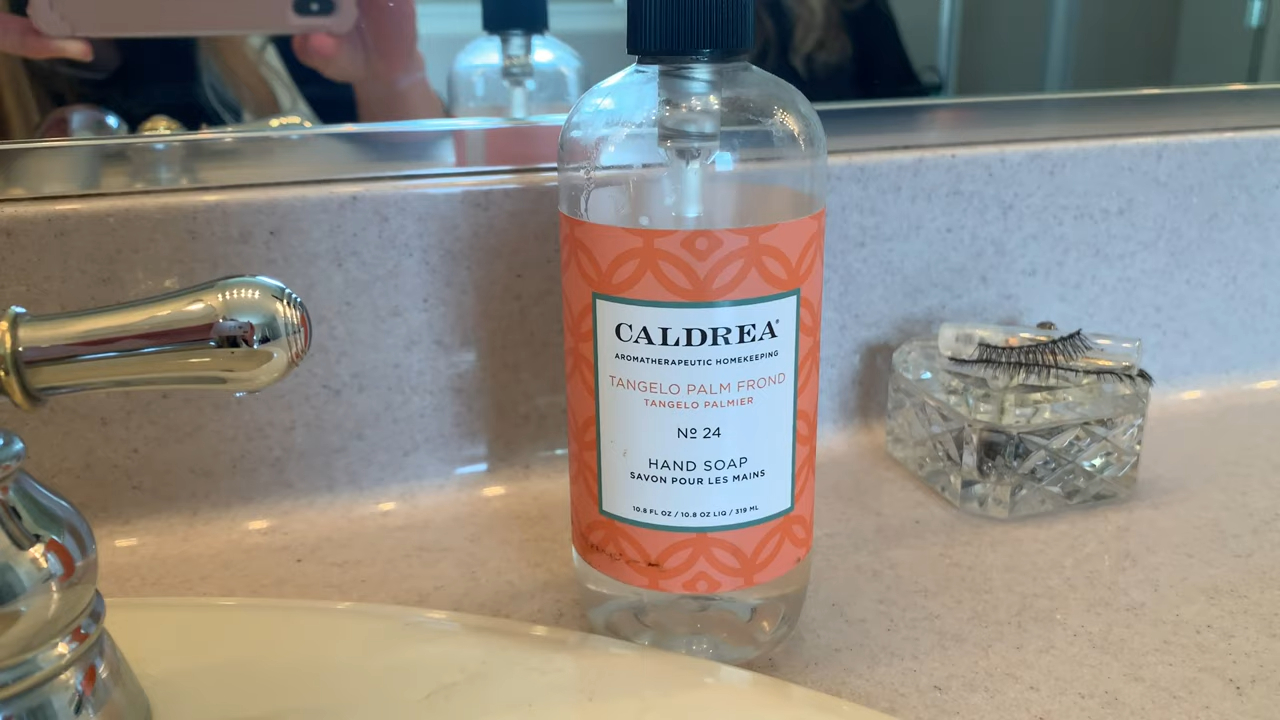 CALDREA®
AROMATHERAPEUTIC HOMEKEEPING
TANGELO PALM FROND
TANGELO PALMIER
Nº 24
HAND SOAP
SAVON POUR LES MAINS
10.8 FL OZ / 10.8 OZ LIQ / 319 ML